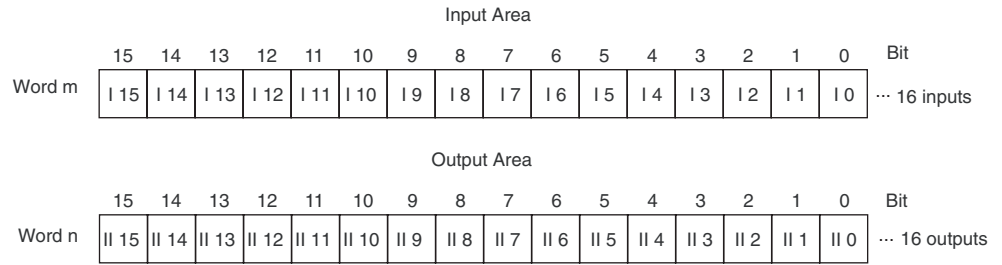 Input Area
15 14 13 12 11 10 9 8 7 6 5 4 3 2 1 0 Bit
Word m I 15 I 14 I 13 I 12 I 11 I 10 I 9 I 8 I 7 I 6 I 5 I 4 I 3 I 2 I 1 I 0 ··· 16 inputs
Output Area
15 14 13 12 11 10 9 8 7 6 5 4 3 2 1 0 Bit
Word n II 15 II 14 II 13 II 12 II 11 II 10 II 9 II 8 II 7 II 6 II 5 II 4 II 3 II 2 II 1 II 0 ··· 16 outputs